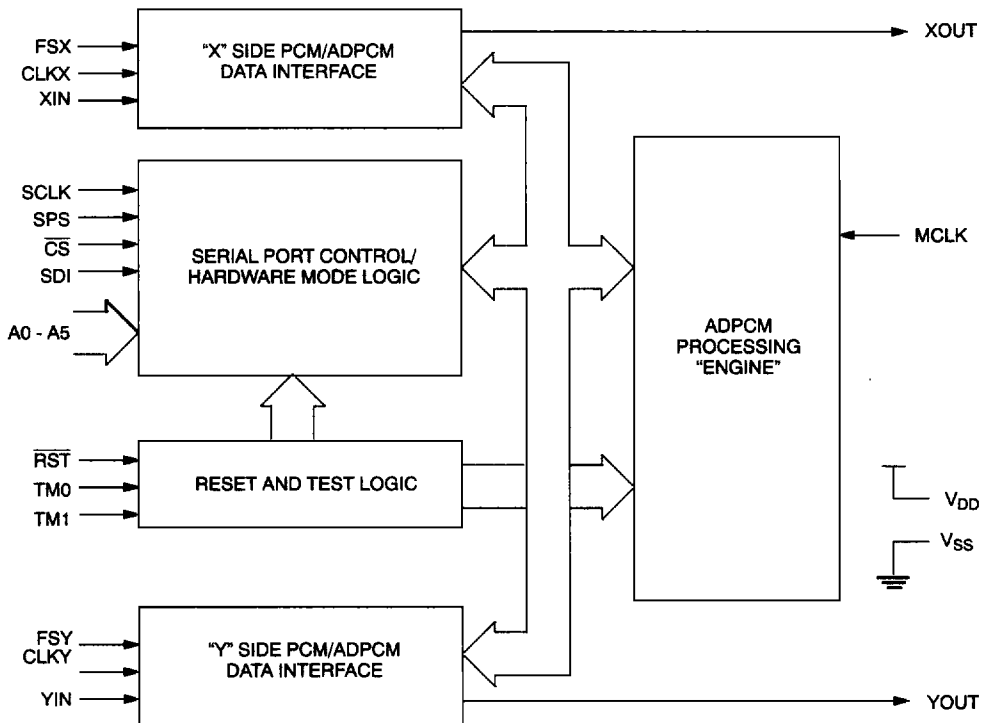 FSX
CLKX
XIN
“X” SIDE PCM/ADPCM
DATA INTERFACE
XOUT
SCLK
SPS
CS
SDI
A0 - A5
SERIAL PORT CONTROL/
HARDWARE MODE LOGIC
MCLK
ADPCM
PROCESSING
“ENGINE”
RST
TM0
TM1
RESET AND TEST LOGIC
VDD
VSS
FSY
CLKY
YIN
“Y” SIDE PCM/ADPCM
DATA INTERFACE
YOUT